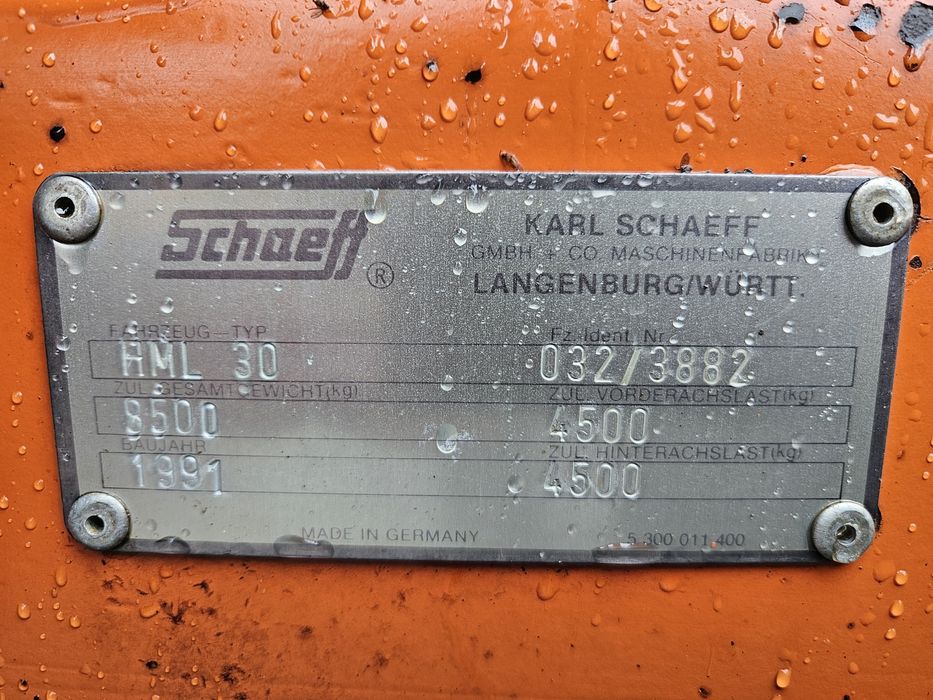 Schaeff ®
KARL SCHAEFF
GMBH + CO. MASCHINENFABRIK
LANGENBURG/WÜRTT.
FAHRZEUG-TYP Fz. Ident. Nr.
HML 30 032/3882
ZUL. GESAMTGEWICHT(kg) ZUL. VORDERACHSLAST(kg)
8500 4500
BAUJAHR ZUL. HINTERACHSLAST(kg)
1991 4500
MADE IN GERMANY 5 300 011 400